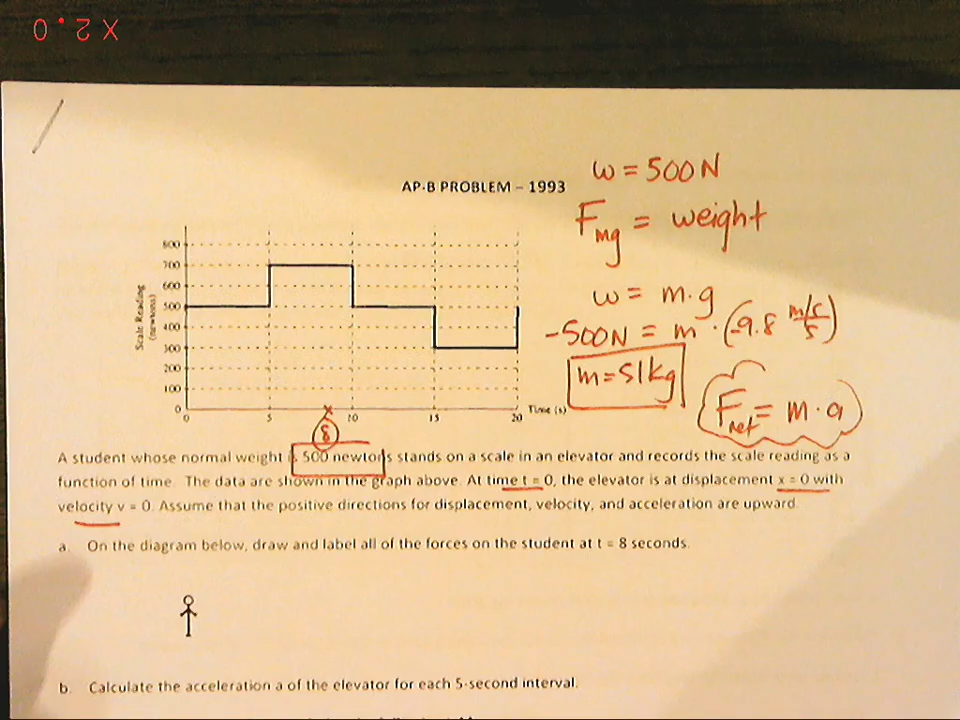 x 2.0
AP-B PROBLEM – 1993
w = 500N
Fmg = weight
w = m·g
-500N = m · (-9.8 m/s/s)
m=51kg
Fnet = m·a
Scale Reading
(newtons)
800
700
600
500
400
300
200
100
0
0 5 10 15 20 Time (s)
x
8
A student whose normal weight is 500 newtons stands on a scale in an elevator and records the scale reading as a
function of time. The data are shown in the graph above. At time t = 0, the elevator is at displacement x = 0 with
velocity v = 0. Assume that the positive directions for displacement, velocity, and acceleration are upward.
a. On the diagram below, draw and label all of the forces on the student at t = 8 seconds.
b. Calculate the acceleration a of the elevator for each 5-second interval.